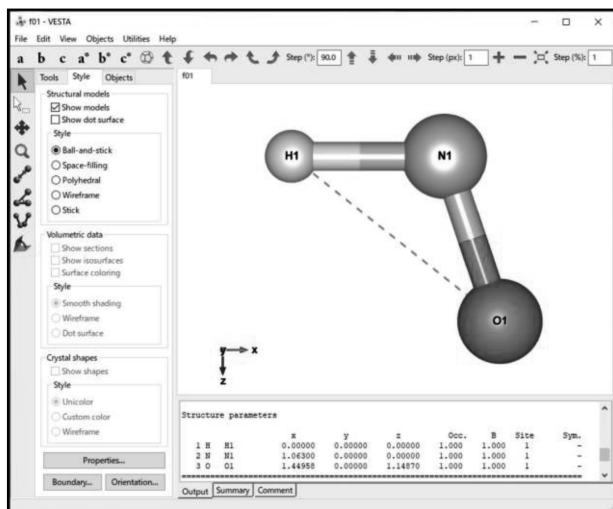 f01 - VESTA
File Edit View Objects Utilities Help
a b c a* b* c* Step (°): 90.0 Step (px): 1 Step (%): 1
Tools Style Objects
f01
Structural models
Show models
Show dot surface
Style
Ball-and-stick
Space-filling
Polyhedral
Wireframe
Stick
Volumetric data
Show sections
Show isosurfaces
Surface coloring
Style
Smooth shading
Wireframe
Dot surface
Crystal shapes
Show shapes
Style
Unicolor
Custom color
Wireframe
Properties...
Boundary... Orientation...
H1 N1
O1
y x
z
Structure parameters
x y z Occ. B Site Sym.
1 H H1 0.00000 0.00000 0.00000 1.000 1.000 1 -
2 N N1 1.06300 0.00000 0.00000 1.000 1.000 1 -
3 O O1 1.44958 0.00000 1.14870 1.000 1.000 1 -
Output Summary Comment